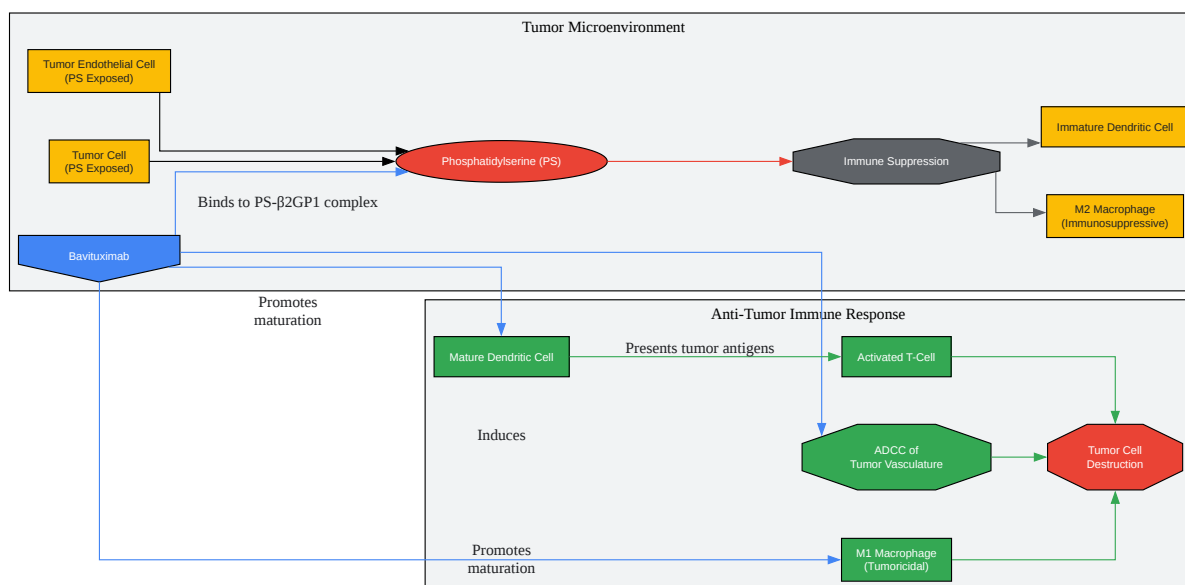 Tumor Microenvironment
Tumor Endothelial Cell
(PS Exposed)
Tumor Cell
(PS Exposed)
Phosphatidylserine (PS)
Immune Suppression
Immature Dendritic Cell
M2 Macrophage
(Immunosuppressive)
Binds to PS-β2GP1 complex
Bavituximab
Promotes
maturation
Anti-Tumor Immune Response
Mature Dendritic Cell
Presents tumor antigens
Activated T-Cell
Induces
ADCC of
Tumor Vasculature
Tumor Cell
Destruction
Promotes
maturation
M1 Macrophage
(Tumoricidal)